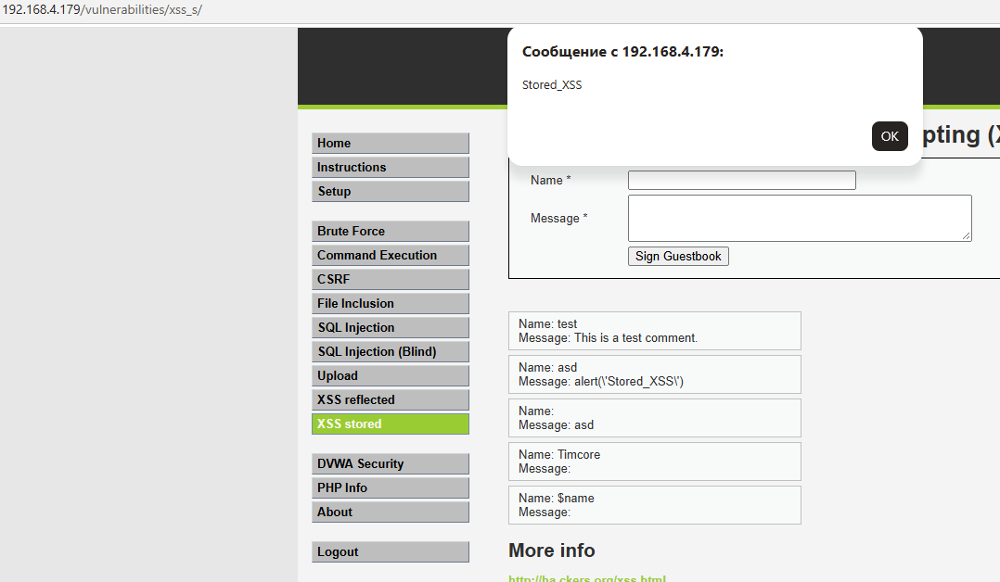 192.168.4.179/vulnerabilities/xss_s/
Сообщение с 192.168.4.179:
Stored_XSS
OK
pting (X
Home
Instructions
Setup
Brute Force
Command Execution
CSRF
File Inclusion
SQL Injection
SQL Injection (Blind)
Upload
XSS reflected
XSS stored
DVWA Security
PHP Info
About
Logout
Name *
Message *
Sign Guestbook
Name: test
Message: This is a test comment.
Name: asd
Message: alert(\'Stored_XSS\')
Name:
Message: asd
Name: Timcore
Message:
Name: $name
Message:
More info
http://ha.ckers.org/xss.html